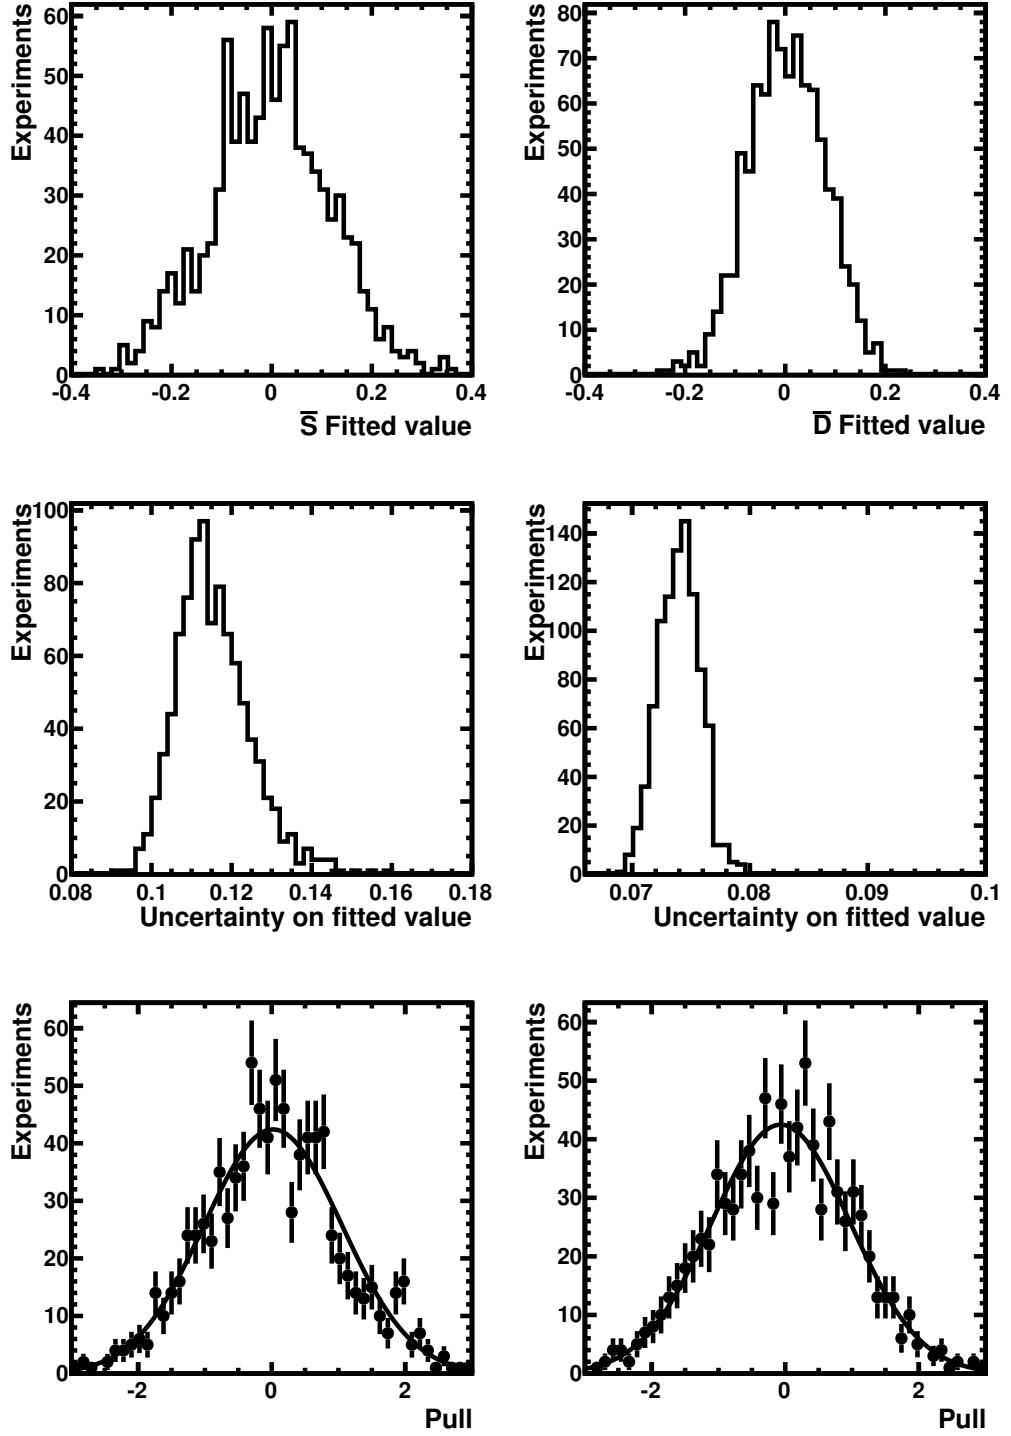 Experiments
60
50
40
30
20
10
0
-0.4 -0.2 0 0.2 0.4
S̅ Fitted value
Experiments
80
70
60
50
40
30
20
10
0
-0.4 -0.2 0 0.2 0.4
D̅ Fitted value
Experiments
100
80
60
40
20
0
0.08 0.1 0.12 0.14 0.16 0.18
Uncertainty on fitted value
Experiments
140
120
100
80
60
40
20
0
0.07 0.08 0.09 0.1
Uncertainty on fitted value
Experiments
60
50
40
30
20
10
0
-2 0 2
Pull
Experiments
60
50
40
30
20
10
0
-2 0 2
Pull